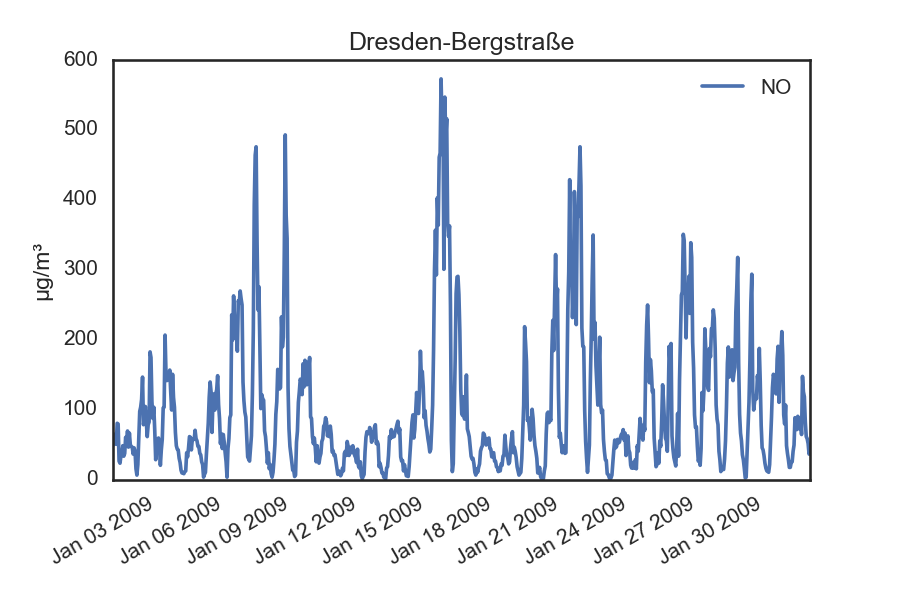 Dresden-Bergstraße
NO
µg/m³
600
500
400
300
200
100
0
Jan 03 2009
Jan 06 2009
Jan 09 2009
Jan 12 2009
Jan 15 2009
Jan 18 2009
Jan 21 2009
Jan 24 2009
Jan 27 2009
Jan 30 2009